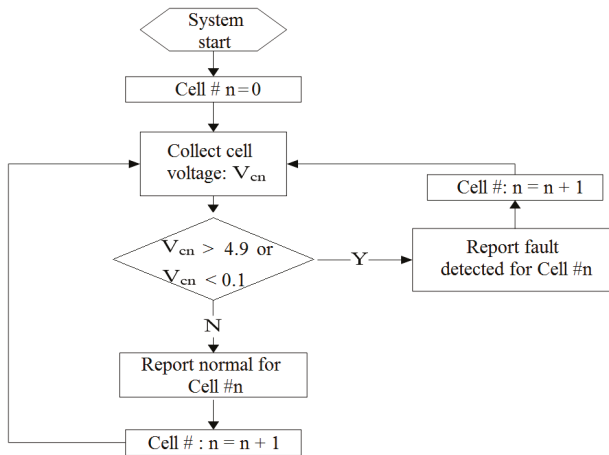 System
start
Cell # n=0
Collect cell
voltage: Vcn
Cell #: n = n + 1
Vcn > 4.9 or
Vcn < 0.1
Y
Report fault
detected for Cell #n
N
Report normal for
Cell #n
Cell # : n = n + 1